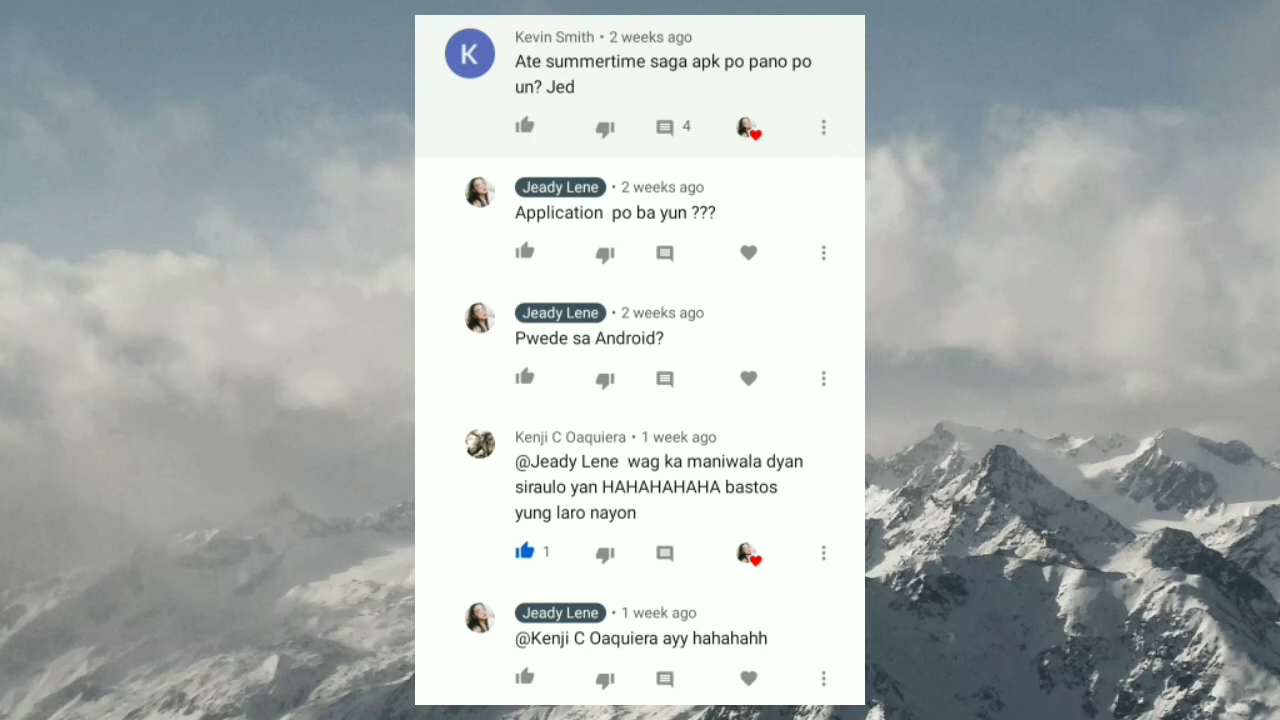 K
Kevin Smith • 2 weeks ago
Ate summertime saga apk po pano po
un? Jed
4
Jeady Lene • 2 weeks ago
Application po ba yun ???
Jeady Lene • 2 weeks ago
Pwede sa Android?
Kenji C Oaquiera • 1 week ago
@Jeady Lene wag ka maniwala dyan
siraulo yan HAHAHAHAHA bastos
yung laro nayon
1
Jeady Lene • 1 week ago
@Kenji C Oaquiera ayy hahahahh